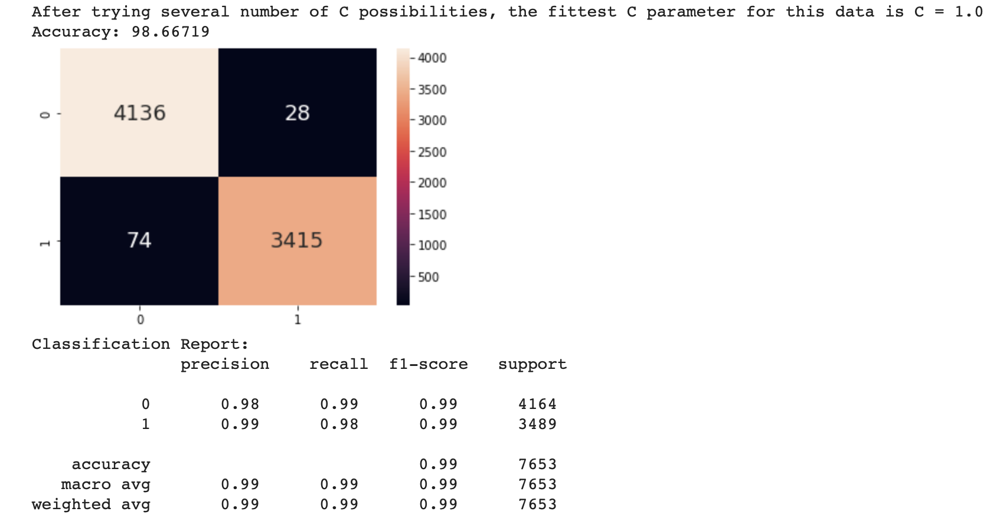 After trying several number of C possibilities, the fittest C parameter for this data is C = 1.0
Accuracy: 98.66719
4000
4136 28 3500
0 3000
2500
2000
1500
74 3415 1000
1 500
0 1
Classification Report:
precision recall f1-score support
0 0.98 0.99 0.99 4164
1 0.99 0.98 0.99 3489
accuracy 0.99 7653
macro avg 0.99 0.99 0.99 7653
weighted avg 0.99 0.99 0.99 7653